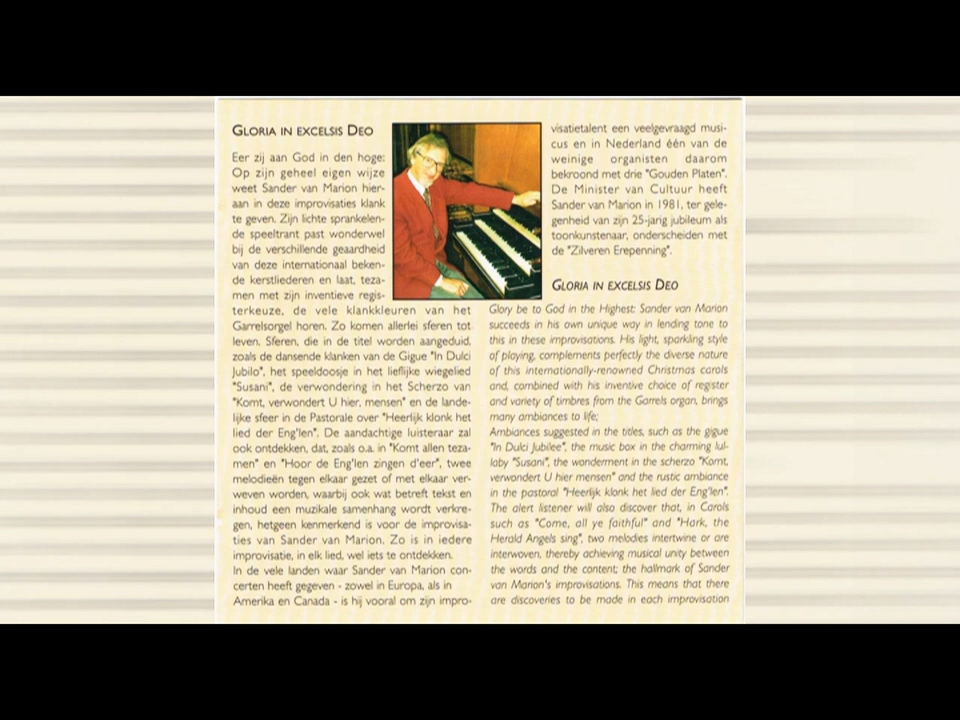 GLORIA IN EXCELSIS DEO
Eer zij aan God in den hoge:
Op zijn geheel eigen wijze
weet Sander van Marion hier-
aan in deze improvisaties klank
te geven. Zijn lichte sprankelen-
de speeltrant past wonderwel
bij de verschillende geaardheid
van deze internationaal beken-
de kerstliederen en laat, teza-
men met zijn inventieve regis-
terkeuze, de vele klankkleuren van het
Garrelsorgel horen. Zo komen allerlei sferen tot
leven. Sferen, die in de titel worden aangeduid,
zoals de dansende klanken van de Gigue "In Dulci
Jubilo", het speeldoosje in het lieflijke wiegelied
"Susani", de verwondering in het Scherzo van
"Komt, verwondert U hier, mensen" en de lande-
lijke sfeer in de Pastorale over "Heerlijk klonk het
lied der Eng'len". De aandachtige luisteraar zal
ook ontdekken, dat, zoals o.a. in "Komt allen teza-
men" en "Hoor de Eng'len zingen d'eer", twee
melodieën tegen elkaar gezet of met elkaar ver-
weven worden, waarbij ook wat betreft tekst en
inhoud een muzikale samenhang wordt verkre-
gen, hetgeen kenmerkend is voor de improvisa-
ties van Sander van Marion. Zo is in iedere
improvisatie, in elk lied, wel iets te ontdekken.
In de vele landen waar Sander van Marion con-
certen heeft gegeven - zowel in Europa, als in
Amerika en Canada - is hij vooral om zijn impro-
visatietalent een veelgevraagd musi-
cus en in Nederland één van de
weinige organisten daarom
bekroond met drie "Gouden Platen".
De Minister van Cultuur heeft
Sander van Marion in 1981, ter gele-
genheid van zijn 25-jarig jubileum als
toonkunstenaar, onderscheiden met
de "Zilveren Erepenning".
GLORIA IN EXCELSIS DEO
Glory be to God in the Highest: Sander van Marion
succeeds in his own unique way in lending tone to
this in these improvisations. His light, sparkling style
of playing, complements perfectly the diverse nature
of this internationally-renowned Christmas carols
and, combined with his inventive choice of register
and variety of timbres from the Garrels organ, brings
many ambiances to life;
Ambiances suggested in the titles, such as the gigue
"In Dulci Jubilee", the music box in the charming lul-
laby "Susani", the wonderment in the scherzo "Komt,
verwondert U hier mensen" and the rustic ambiance
in the pastoral "Heerlijk klonk het lied der Eng'len".
The alert listener will also discover that, in Carols
such as "Come, all ye faithful" and "Hark, the
Herald Angels sing", two melodies intertwine or are
interwoven, thereby achieving musical unity between
the words and the content; the hallmark of Sander
van Marion's improvisations. This means that there
are discoveries to be made in each improvisation